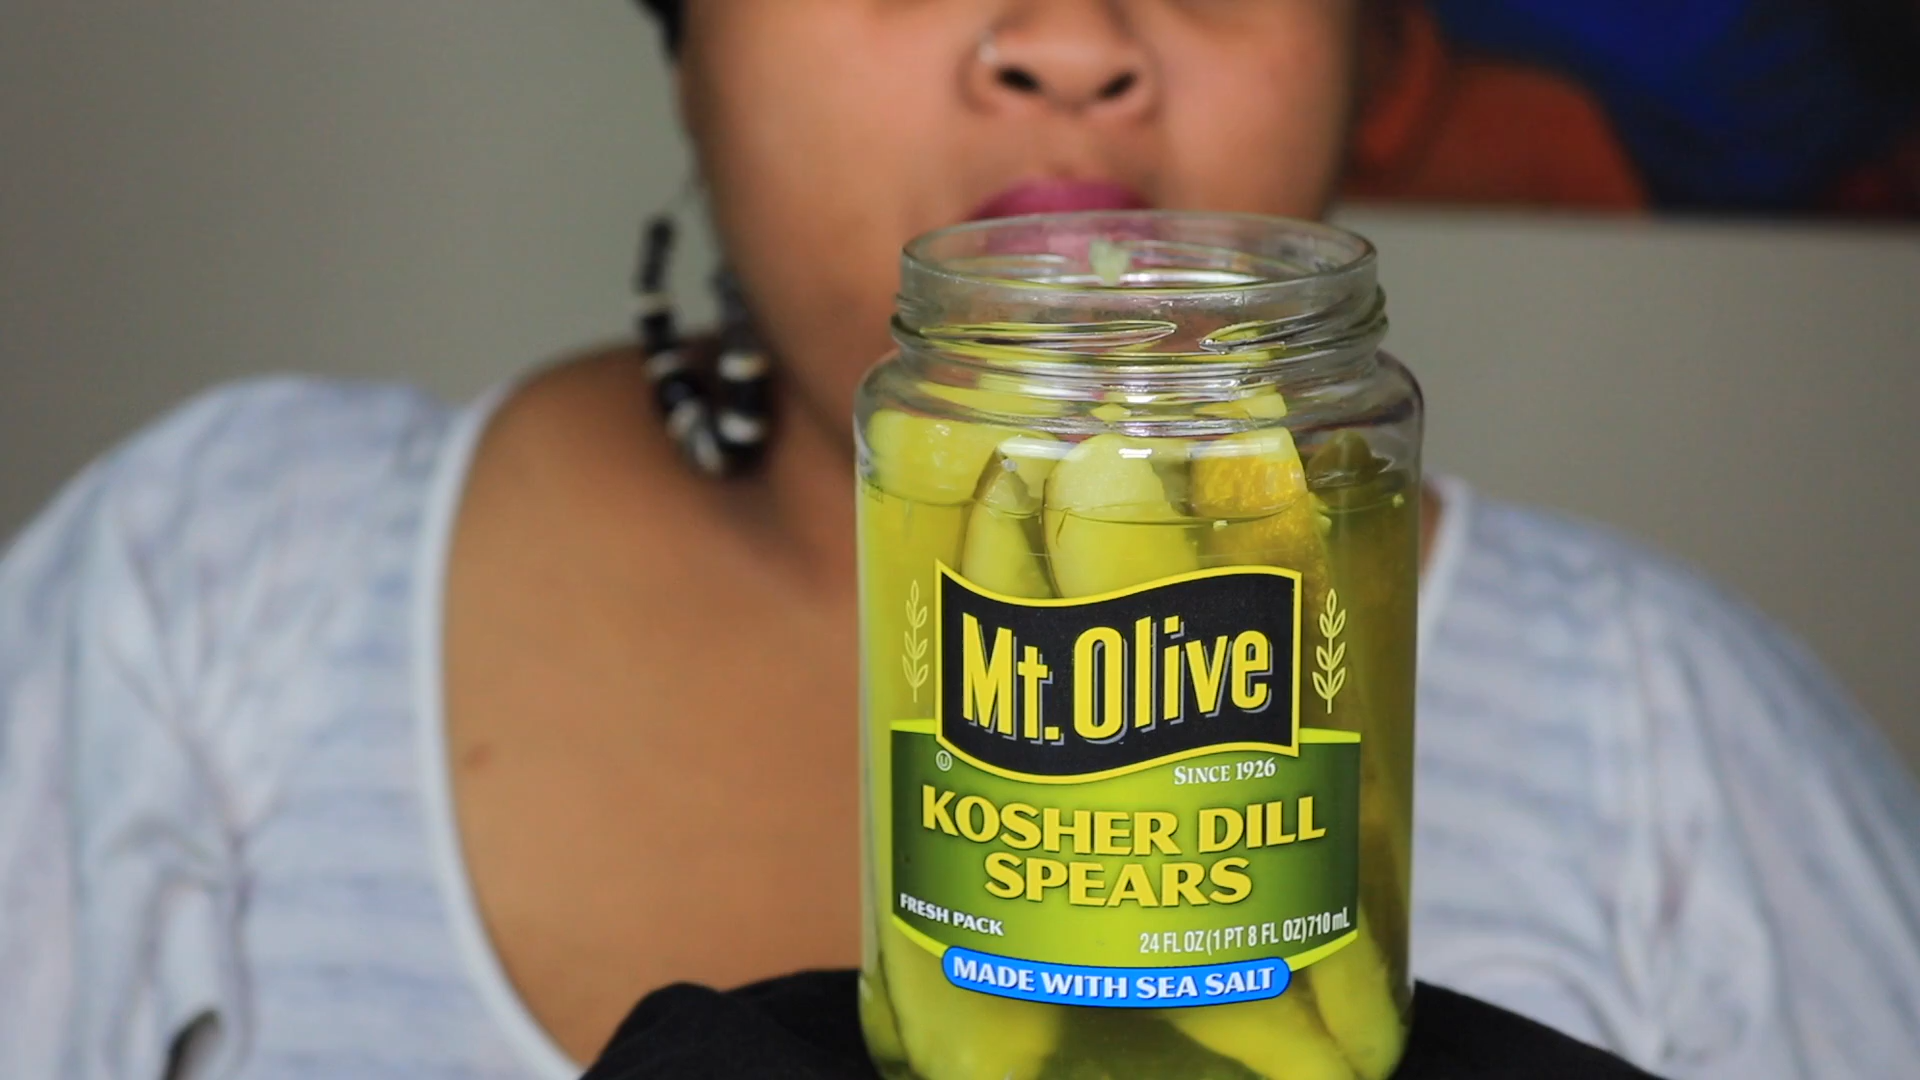 Mt. Olive
SINCE 1926
KOSHER DILL
SPEARS
FRESH PACK
24 FL OZ (1 PT 8 FL OZ) 710 mL
MADE WITH SEA SALT